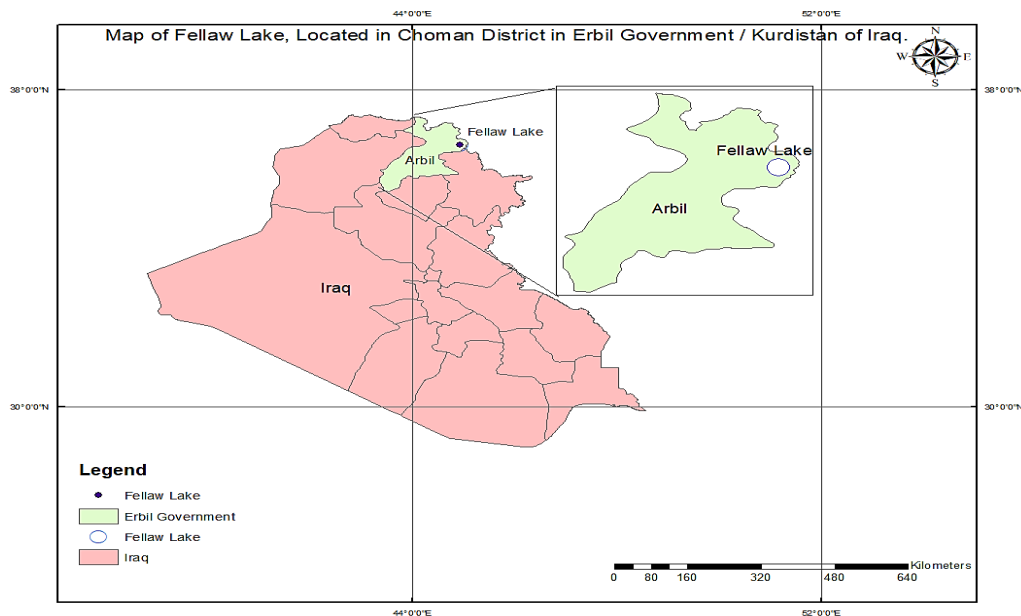 44°0'0"E
52°0'0"E
Map of Fellaw Lake, Located in Choman District in Erbil Government / Kurdistan of Iraq.
N
W
E
S
38°0'0"N
38°0'0"N
Fellaw Lake
Arbil
Fellaw Lake
Arbil
Iraq
30°0'0"N
30°0'0"N
Legend
Fellaw Lake
Erbil Government
Fellaw Lake
Iraq
Kilometers
0 80 160 320 480 640
44°0'0"E
52°0'0"E